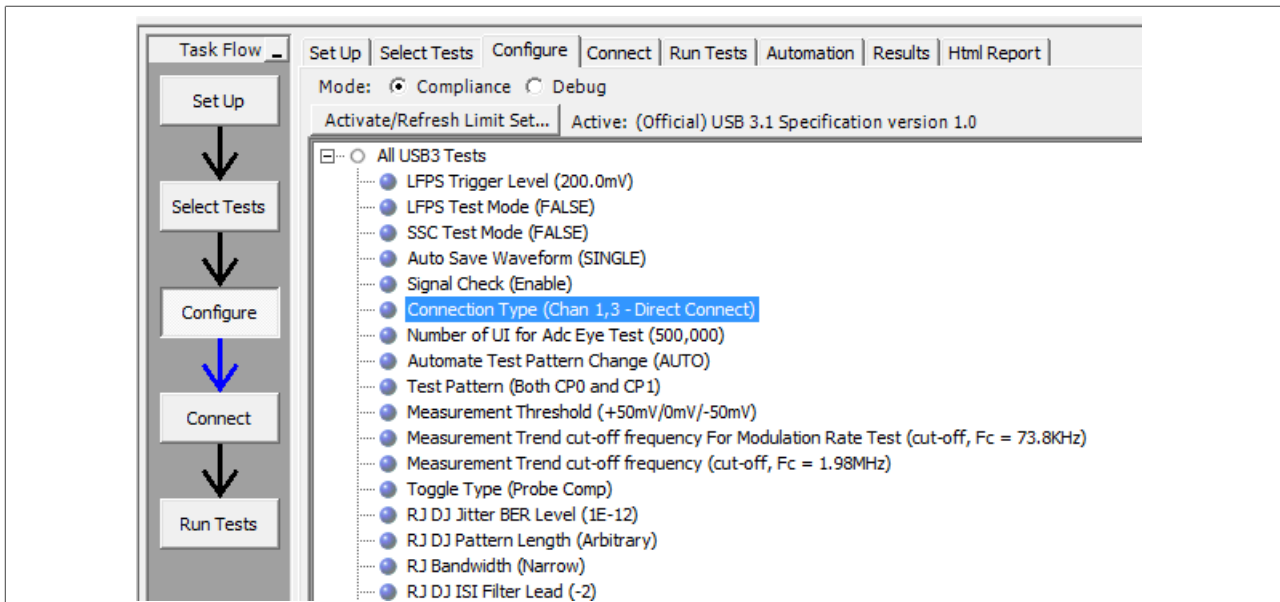 Task Flow
Set Up
Select Tests
Configure
Connect
Run Tests
Set Up Select Tests Configure Connect Run Tests Automation Results Html Report
Mode: Compliance Debug
Activate/Refresh Limit Set... Active: (Official) USB 3.1 Specification version 1.0
All USB3 Tests
LFPS Trigger Level (200.0mV)
LFPS Test Mode (FALSE)
SSC Test Mode (FALSE)
Auto Save Waveform (SINGLE)
Signal Check (Enable)
Connection Type (Chan 1,3 - Direct Connect)
Number of UI for Adc Eye Test (500,000)
Automate Test Pattern Change (AUTO)
Test Pattern (Both CP0 and CP1)
Measurement Threshold (+50mV/0mV/-50mV)
Measurement Trend cut-off frequency For Modulation Rate Test (cut-off, Fc = 73.8KHz)
Measurement Trend cut-off frequency (cut-off, Fc = 1.98MHz)
Toggle Type (Probe Comp)
RJ DJ Jitter BER Level (1E-12)
RJ DJ Pattern Length (Arbitrary)
RJ Bandwidth (Narrow)
RJ DJ ISI Filter Lead (-2)